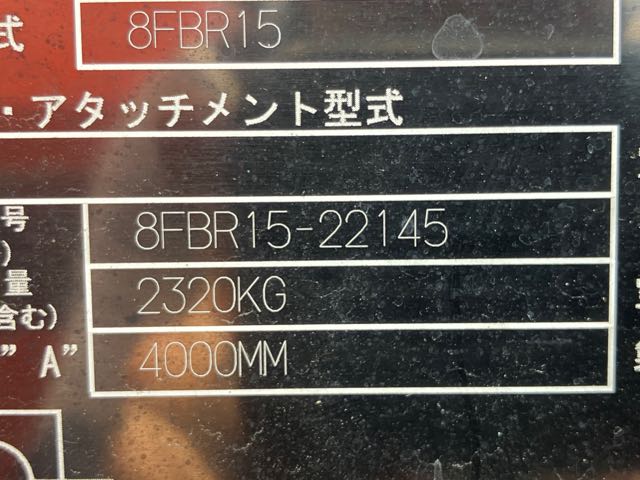 式 8FBR15
・アタッチメント型式
号 8FBR15-22145
)
量 2320KG
含む)
" A" 4000MM